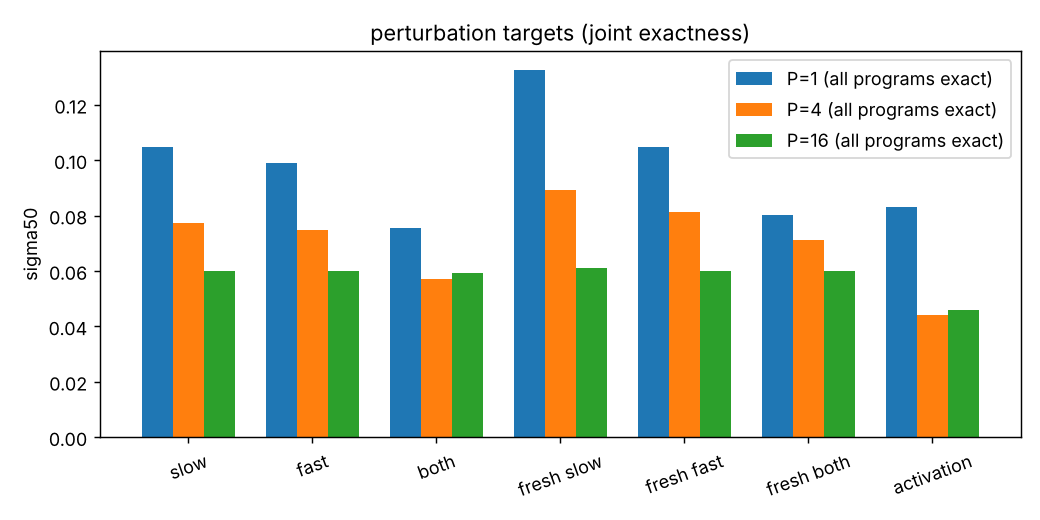 perturbation targets (joint exactness)
P=1 (all programs exact)
P=4 (all programs exact)
P=16 (all programs exact)
sigma50
0.12
0.10
0.08
0.06
0.04
0.02
0.00
slow
fast
both
fresh slow
fresh fast
fresh both
activation